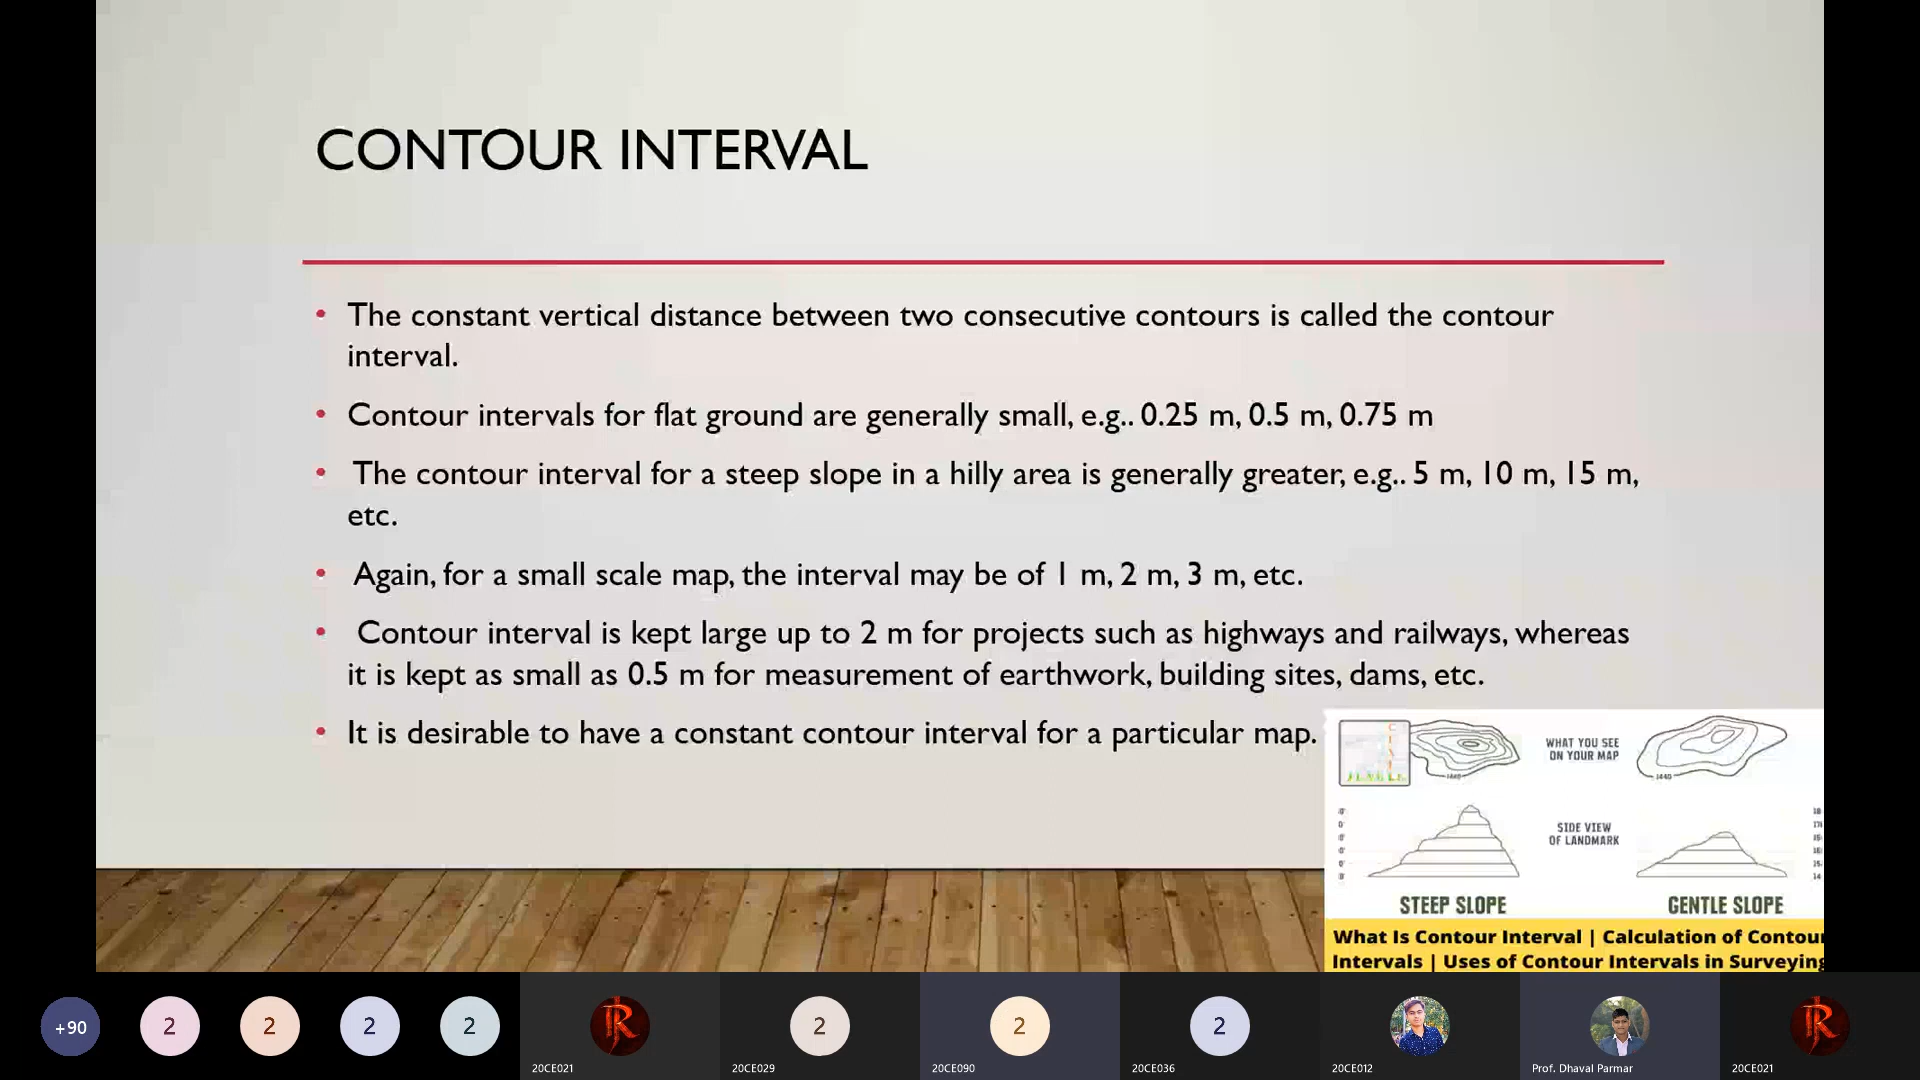 CONTOUR INTERVAL
• The constant vertical distance between two consecutive contours is called the contour
interval.
• Contour intervals for flat ground are generally small, e.g.. 0.25 m, 0.5 m, 0.75 m
• The contour interval for a steep slope in a hilly area is generally greater, e.g.. 5 m, 10 m, 15 m,
etc.
• Again, for a small scale map, the interval may be of 1 m, 2 m, 3 m, etc.
• Contour interval is kept large up to 2 m for projects such as highways and railways, whereas
it is kept as small as 0.5 m for measurement of earthwork, building sites, dams, etc.
• It is desirable to have a constant contour interval for a particular map.
WHAT YOU SEE
ON YOUR MAP
1440
1440
SIDE VIEW
OF LANDMARK
STEEP SLOPE
GENTLE SLOPE
What Is Contour Interval | Calculation of Contour
Intervals | Uses of Contour Intervals in Surveying
+90
2
2
2
2
2
2
2
20CE021
20CE029
20CE090
20CE036
20CE012
Prof. Dhaval Parmar
20CE021